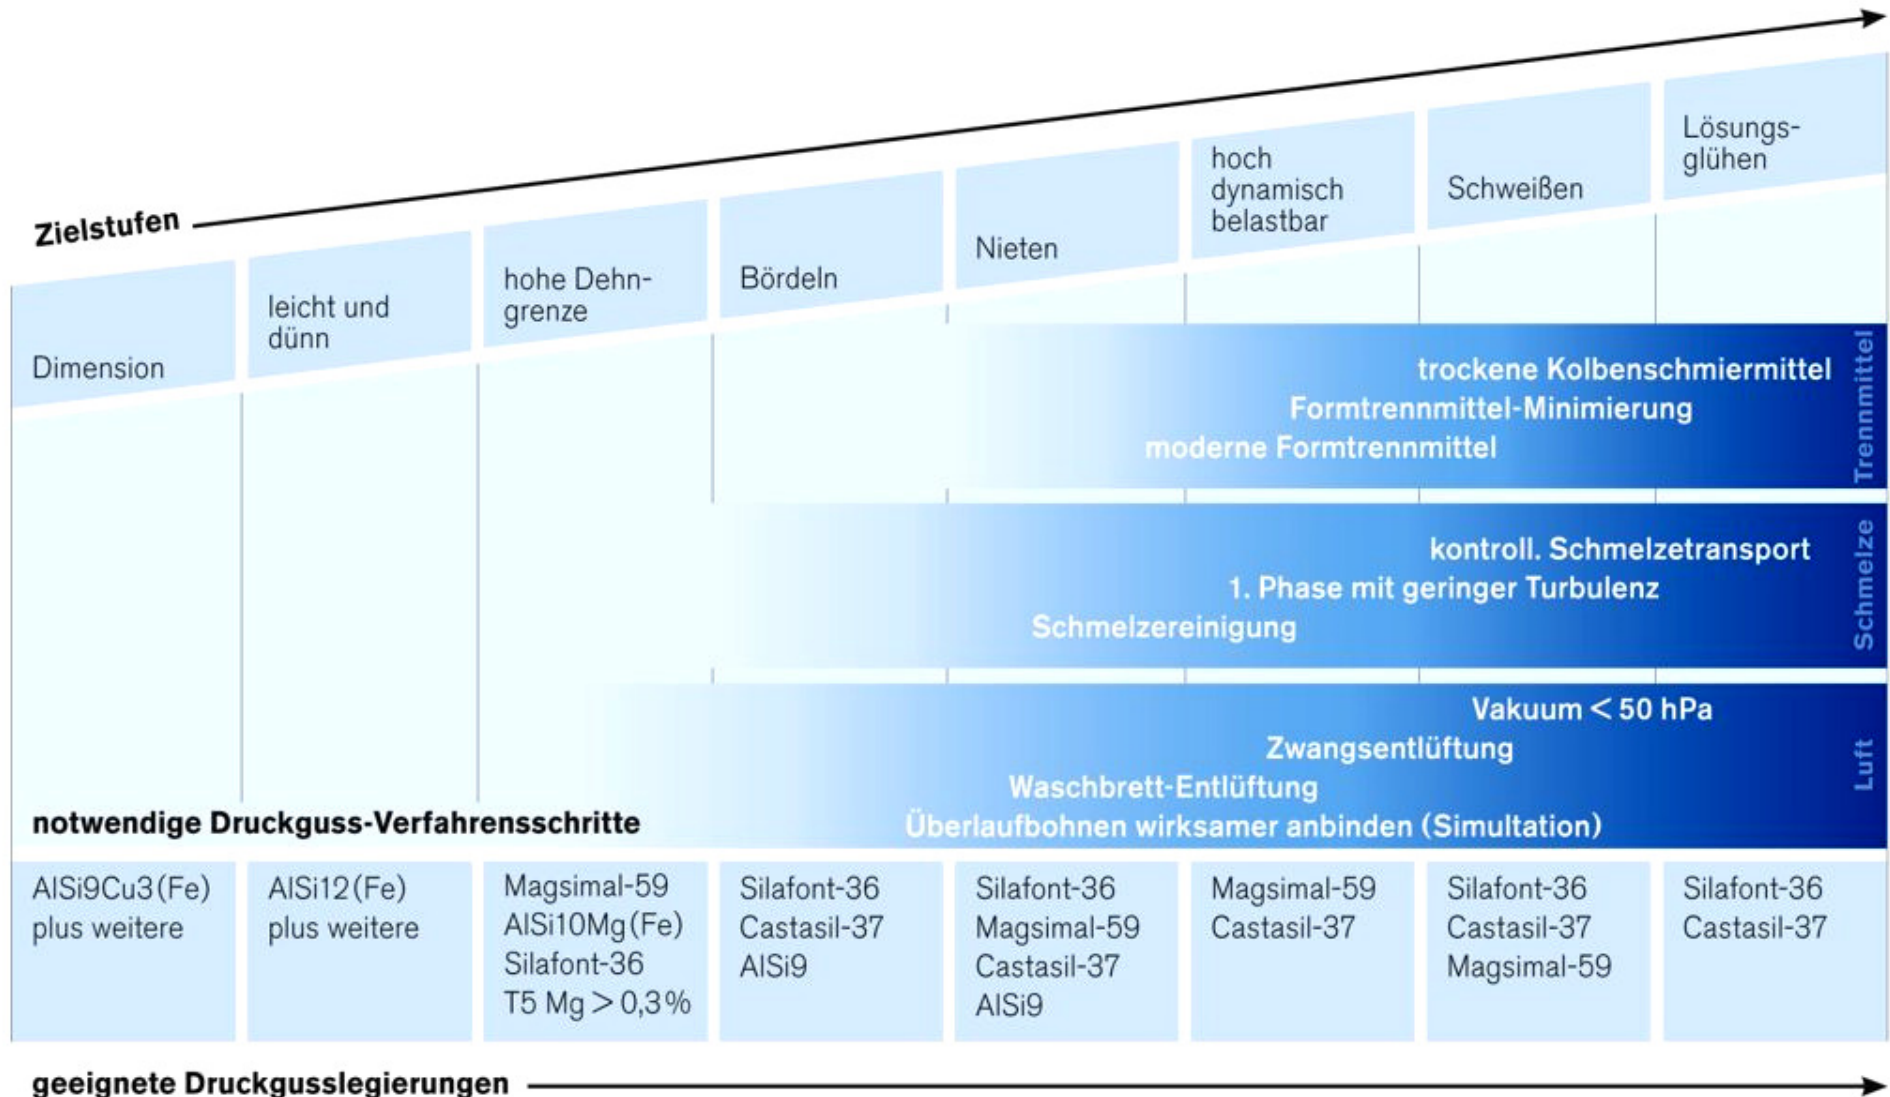 Zielstufen
Dimension
leicht und
dünn
hohe Dehn-
grenze
Bördeln
Nieten
hoch
dynamisch
belastbar
Schweißen
Lösungs-
glühen
trockene Kolbenschmiermittel
Formtrennmittel-Minimierung
moderne Formtrennmittel
Trennmittel
kontroll. Schmelzetransport
1. Phase mit geringer Turbulenz
Schmelzereinigung
Schmelze
Vakuum < 50 hPa
Zwangsentlüftung
Waschbrett-Entlüftung
Überlaufbohnen wirksamer anbinden (Simultation)
Luft
notwendige Druckguss-Verfahrensschritte
AlSi9Cu3(Fe)
plus weitere
AlSi12(Fe)
plus weitere
Magsimal-59
AlSi10Mg(Fe)
Silafont-36
T5 Mg > 0,3%
Silafont-36
Castasil-37
AlSi9
Silafont-36
Magsimal-59
Castasil-37
AlSi9
Magsimal-59
Castasil-37
Silafont-36
Castasil-37
Magsimal-59
Silafont-36
Castasil-37
geeignete Druckgusslegierungen